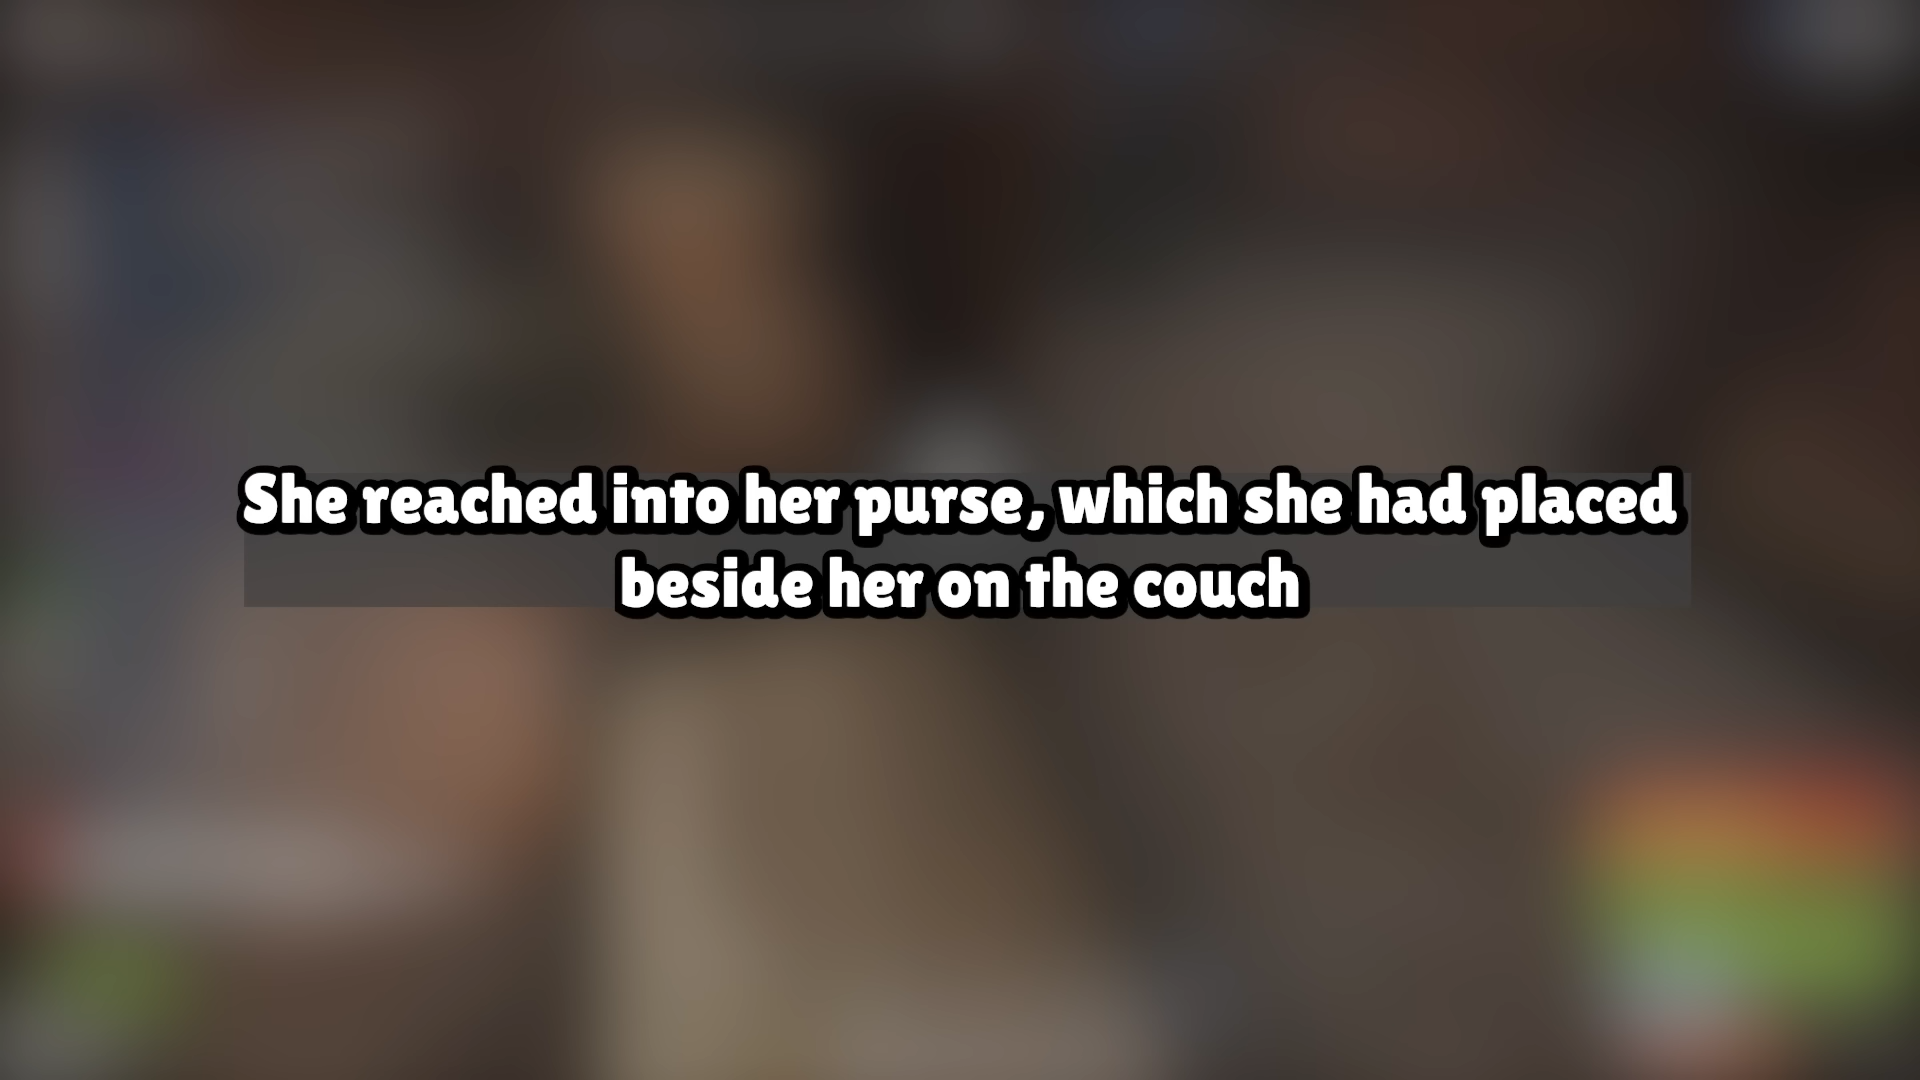 She reached into her purse, which she had placed
beside her on the couch